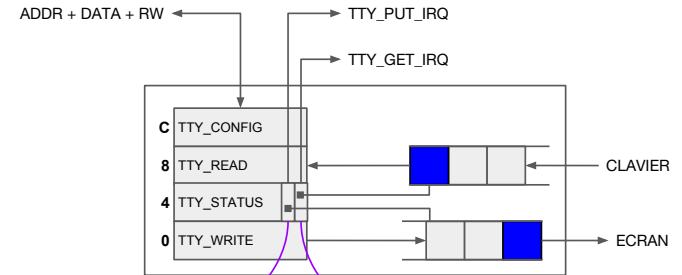 ADDR + DATA + RW
TTY_PUT_IRQ
TTY_GET_IRQ
C TTY_CONFIG
8 TTY_READ
CLAVIER
4 TTY_STATUS
0 TTY_WRITE
ECRAN